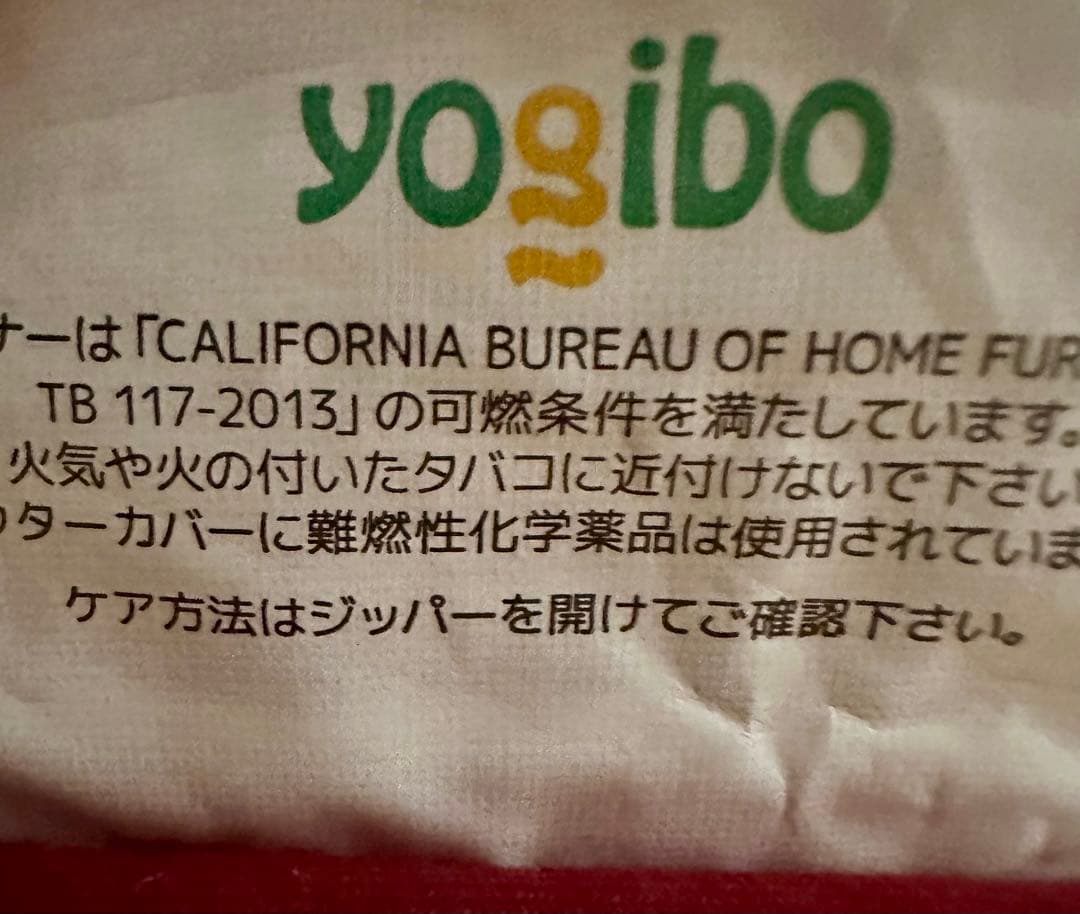 yogibo
ナーは「CALIFORNIA BUREAU OF HOME FUR
TB 117-2013」の可燃条件を満たしています。
火気や火の付いたタバコに近付けないで下さい
ターカバーに難燃性化学薬品は使用されていま
ケア方法はジッパーを開けてご確認下さい。